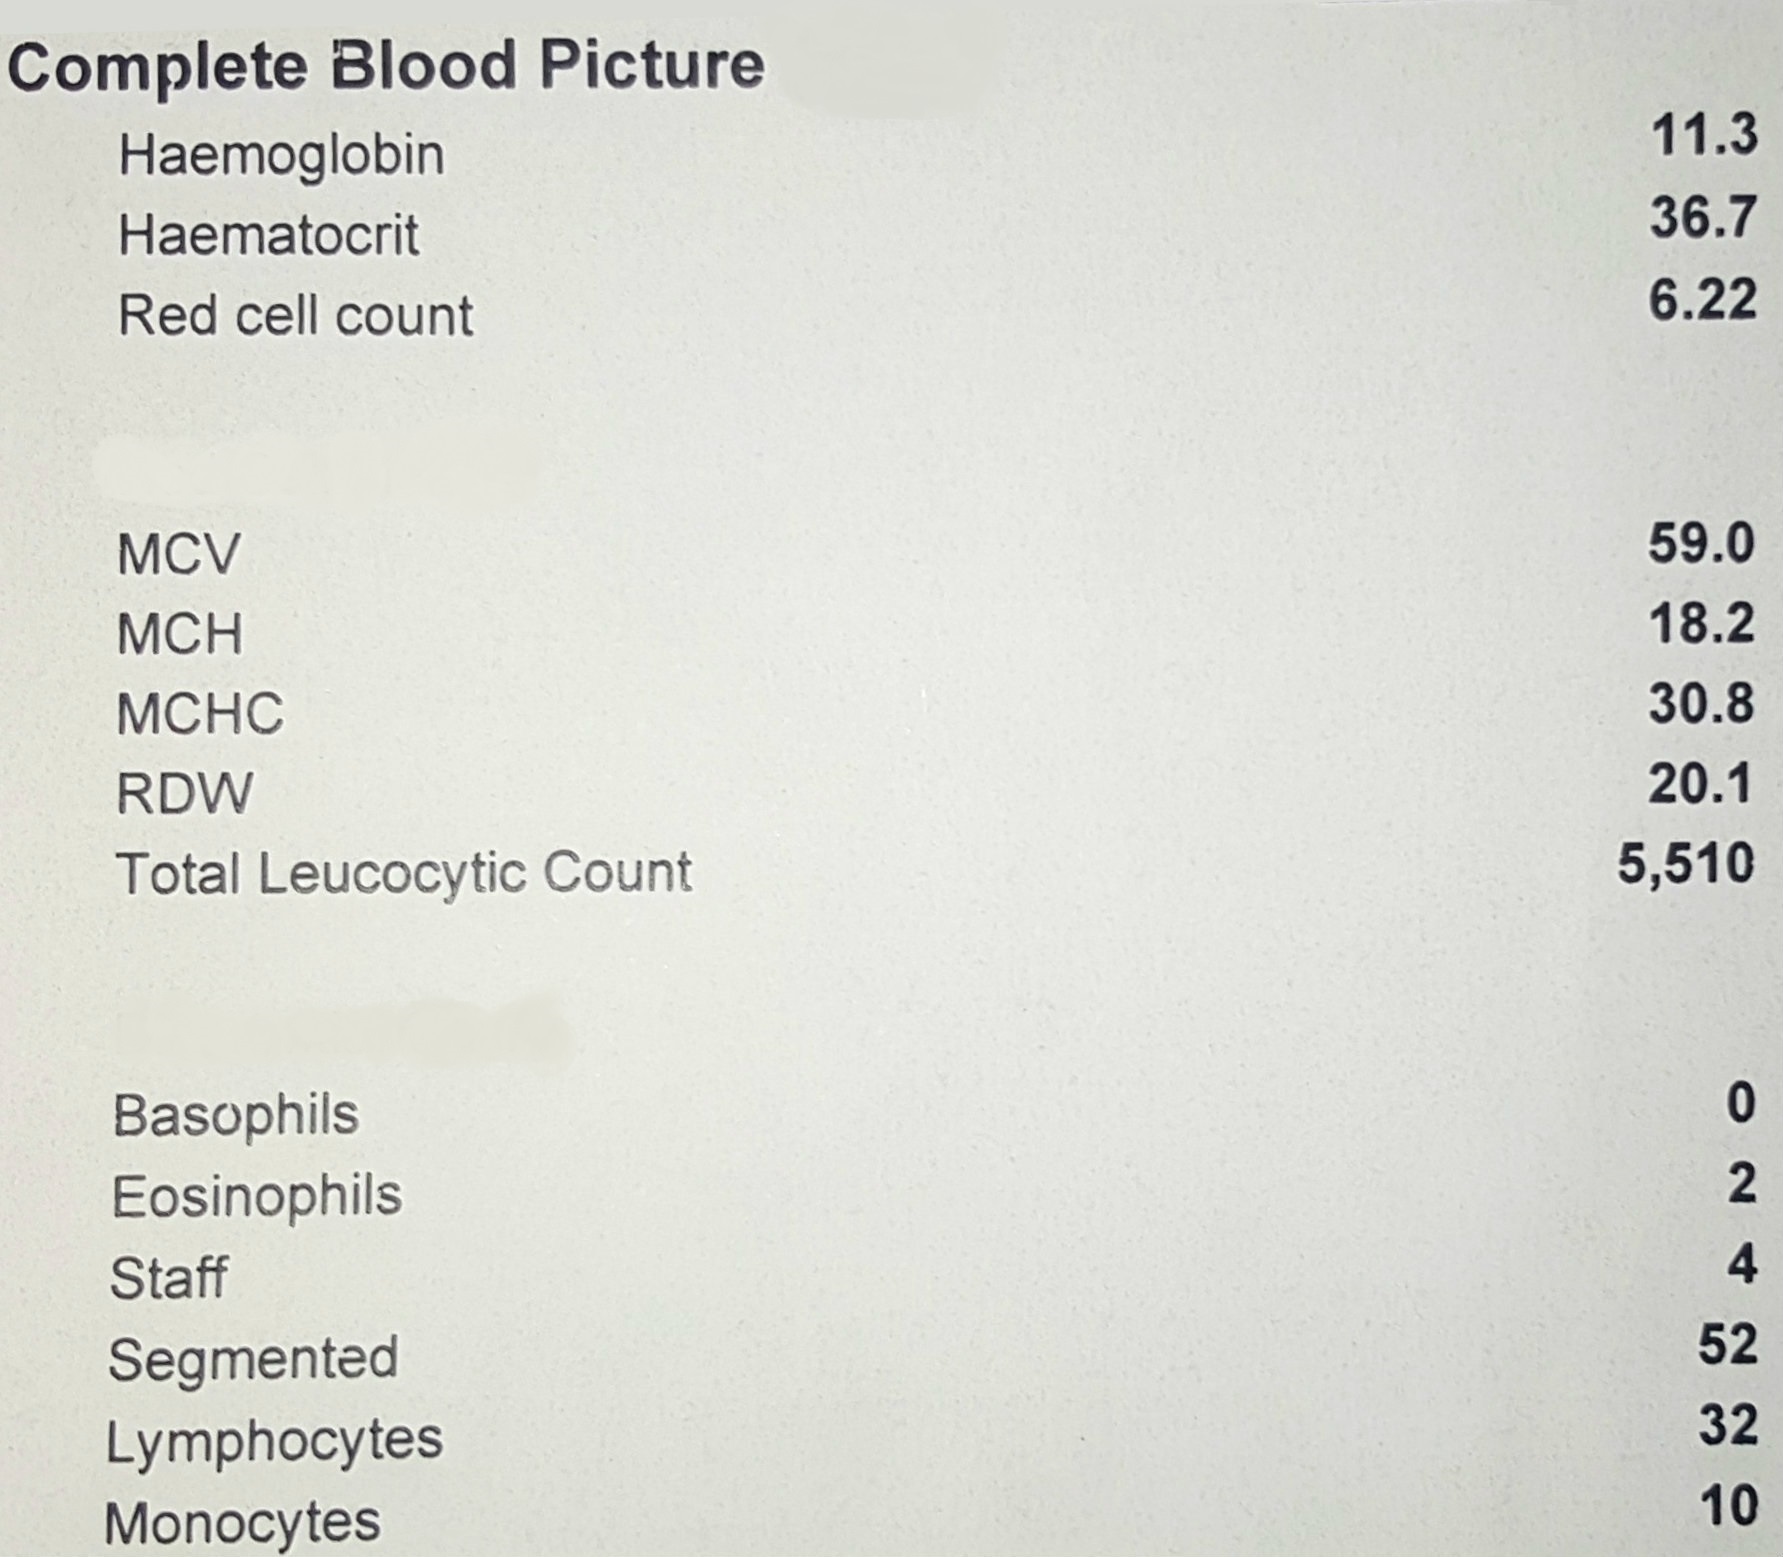 Complete Blood Picture
Haemoglobin 11.3
Haematocrit 36.7
Red cell count 6.22
MCV 59.0
MCH 18.2
MCHC 30.8
RDW 20.1
Total Leucocytic Count 5,510
Basophils 0
Eosinophils 2
Staff 4
Segmented 52
Lymphocytes 32
Monocytes 10